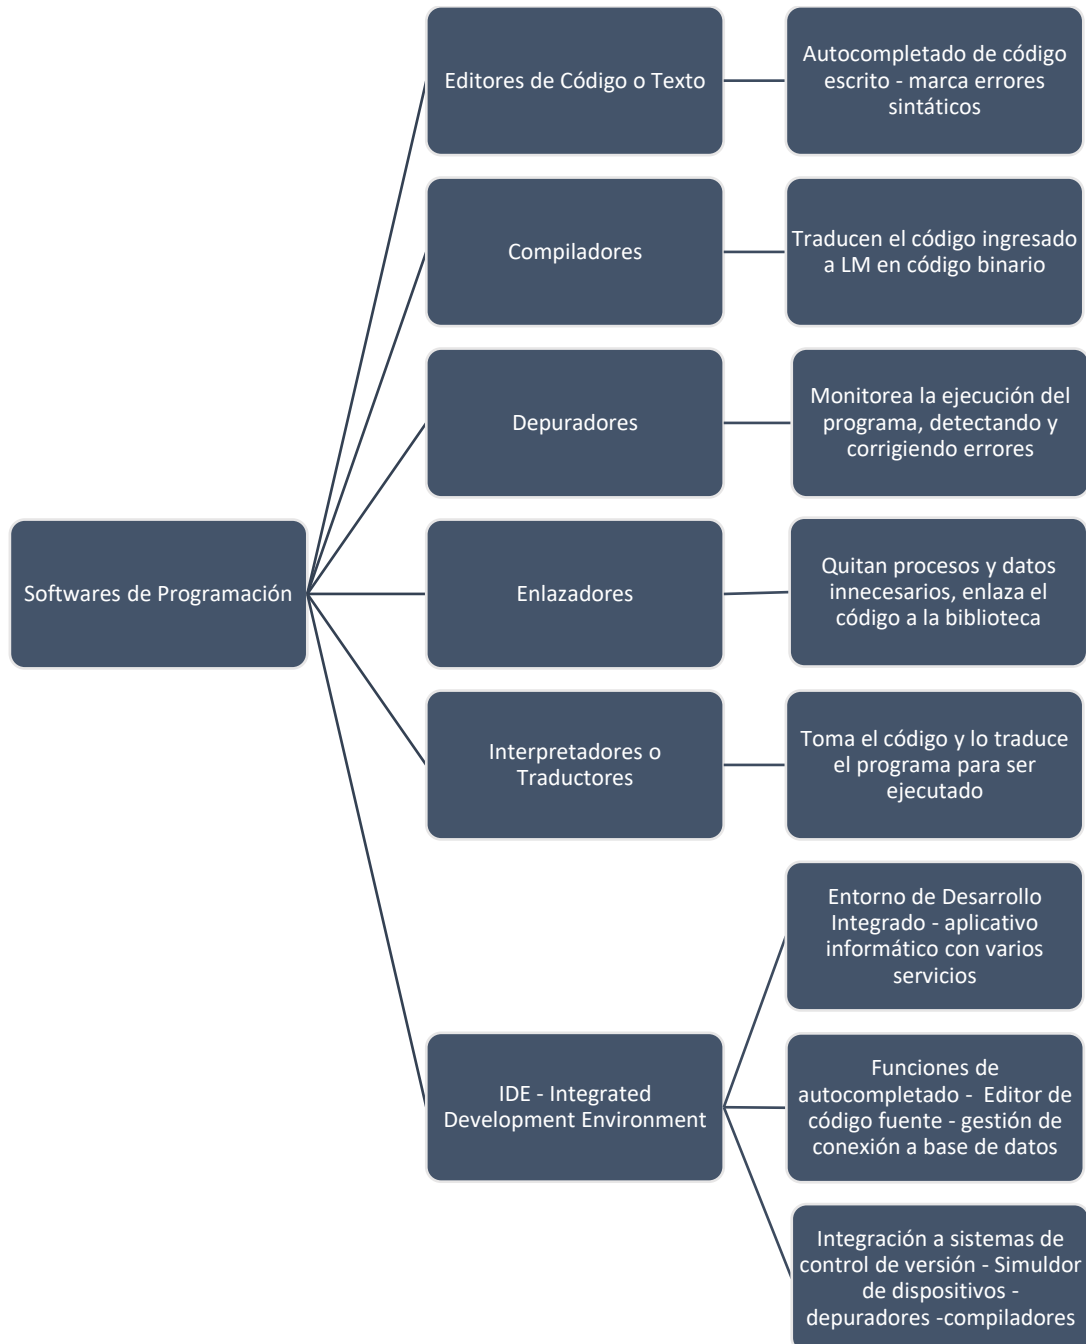 Softwares de Programación
Editores de Código o Texto
Autocompletado de código
escrito - marca errores
sintáticos
Compiladores
Traducen el código ingresado
a LM en código binario
Depuradores
Monitorea la ejecución del
programa, detectando y
corrigiendo errores
Enlazadores
Quitan procesos y datos
innecesarios, enlaza el
código a la biblioteca
Interpretadores o
Traductores
Toma el código y lo traduce
el programa para ser
ejecutado
IDE - Integrated
Development Environment
Entorno de Desarrollo
Integrado - aplicativo
informático con varios
servicios
Funciones de
autocompletado -  Editor de
código fuente - gestión de
conexión a base de datos
Integración a sistemas de
control de versión - Simuldor
de dispositivos -
depuradores -compiladores